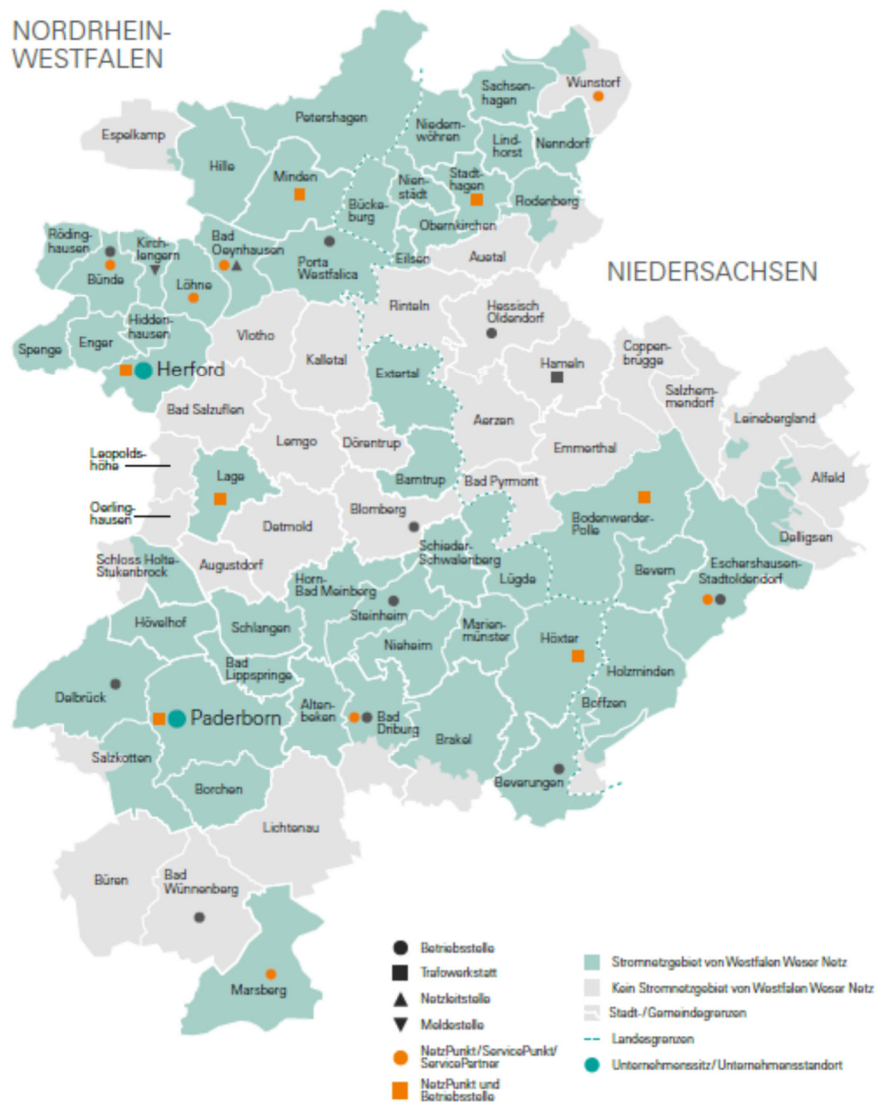 NORDRHEIN-
WESTFALEN
Espelkamp
Petershagen
Hille
Minden
Niedern-
wöhren
Sachsen-
hagen
Wunstorf
Lind-
horst
Nenndorf
Nien-
städt
Stadt-
hagen
Bücke-
burg
Obernkirchen
Rodenberg
Röding-
hausen
Kirch-
lengern
Bad
Oeynhausen
Porta
Westfalica
Eilsen
Auetal
Bünde
Löhne
NIEDERSACHSEN
Rinteln
Hessisch
Oldendorf
Hidden-
hausen
Vlotho
Spenge
Enger
Kalletal
Coppen-
brügge
Hameln
Herford
Extertal
Salzhem-
mendorf
Bad Salzuflen
Aerzen
Leinebergland
Lemgo
Dörentrup
Emmerthal
Leopolds-
höhe
Lage
Barntrup
Bad Pyrmont
Alfeld
Oerling-
hausen
Blomberg
Detmold
Bodenwerder-
Polle
Delligsen
Schloss Holte-
Stukenbrock
Augustdorf
Schieder-
Schwalenberg
Eschershausen-
Stadtoldendorf
Horn-
Bad Meinberg
Lügde
Bevern
Steinheim
Hövelhof
Schlangen
Marien-
münster
Nieheim
Höxter
Bad
Lippspringe
Holzminden
Delbrück
Boffzen
Paderborn
Alten-
beken
Bad
Driburg
Brakel
Salzkotten
Beverungen
Borchen
Lichtenau
Büren
Bad
Wünnenberg
Marsberg
Betriebsstelle
Trafowerkstatt
Netzleitstelle
Meldestelle
NetzPunkt/ServicePunkt/
ServicePartner
NetzPunkt und
Betriebsstelle
Stromnetzgebiet von Westfalen Weser Netz
Kein Stromnetzgebiet von Westfalen Weser Netz
Stadt-/Gemeindegrenzen
Landesgrenzen
Unternehmenssitz/Unternehmensstandort